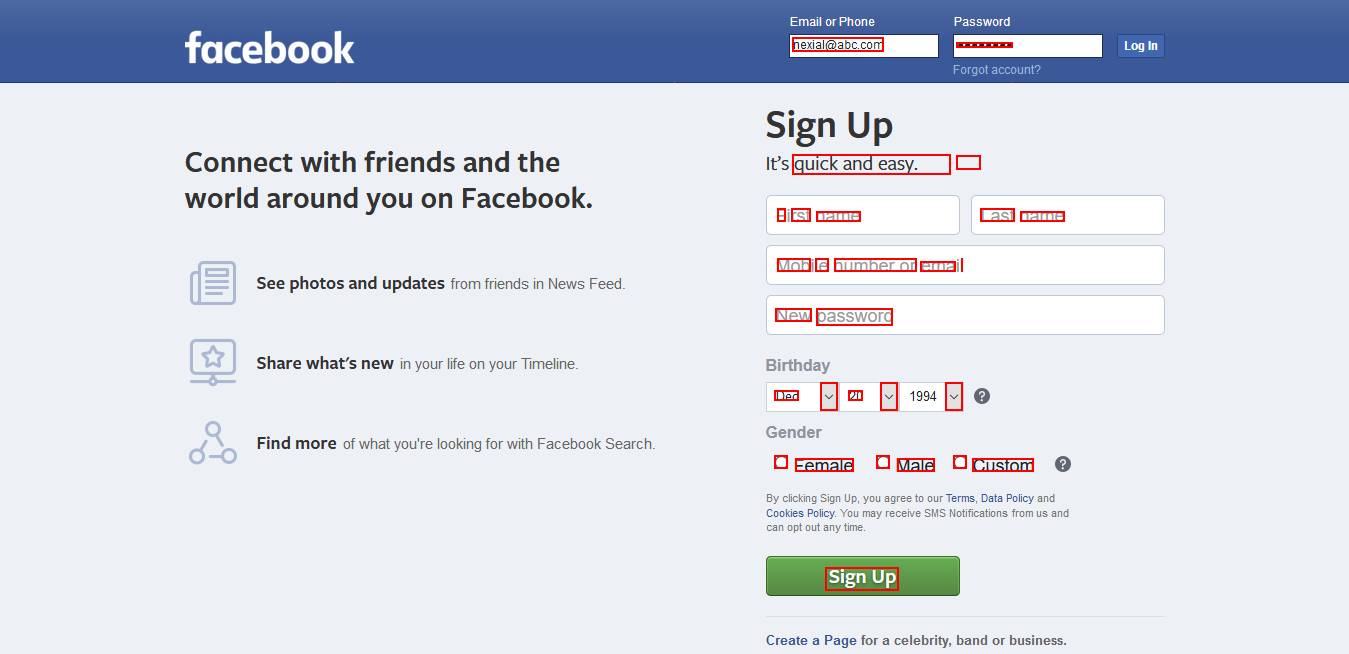 Email or Phone
Password
facebook
nexial@abc.com
Log In
Forgot account?
Sign Up
Connect with friends and the
world around you on Facebook.
It's quick and easy.
First name
Last name
Mobile number or email
See photos and updates from friends in News Feed.
New password
Share what's new in your life on your Timeline.
Birthday
Dec 20 1994 ?
Find more of what you're looking for with Facebook Search.
Gender
Female Male Custom ?
By clicking Sign Up, you agree to our Terms, Data Policy and
Cookies Policy. You may receive SMS Notifications from us and
can opt out any time.
Sign Up
Create a Page for a celebrity, band or business.